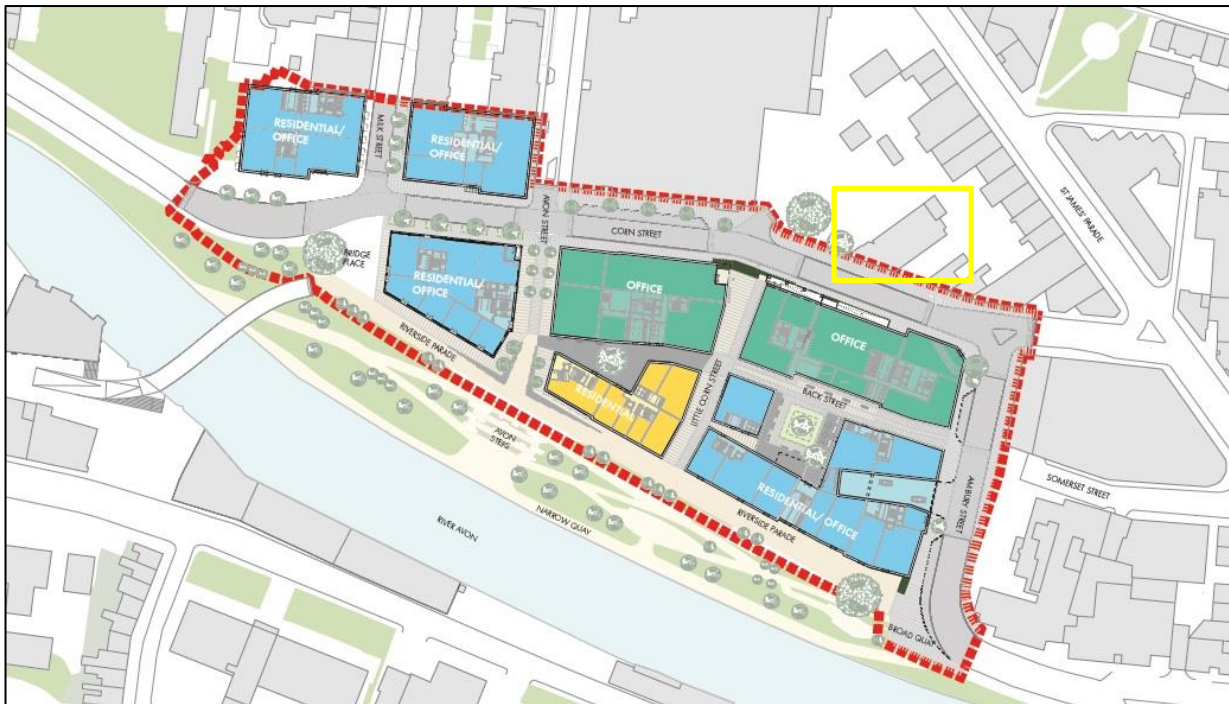 RESIDENTIAL/
OFFICE
MILK STREET
RESIDENTIAL/
OFFICE
ST JAMES' PARADE
AVON STREET
CORN STREET
BRIDGE
PLACE
RESIDENTIAL/
OFFICE
OFFICE
OFFICE
RIVERSIDE PARADE
LITTLE CORN STREET
BACK STREET
RESIDENTIAL
AVON
STEPS
SOMERSET STREET
AMBURY STREET
RESIDENTIAL/ OFFICE
RIVERSIDE PARADE
NARROW QUAY
RIVER AVON
BROAD QUAY